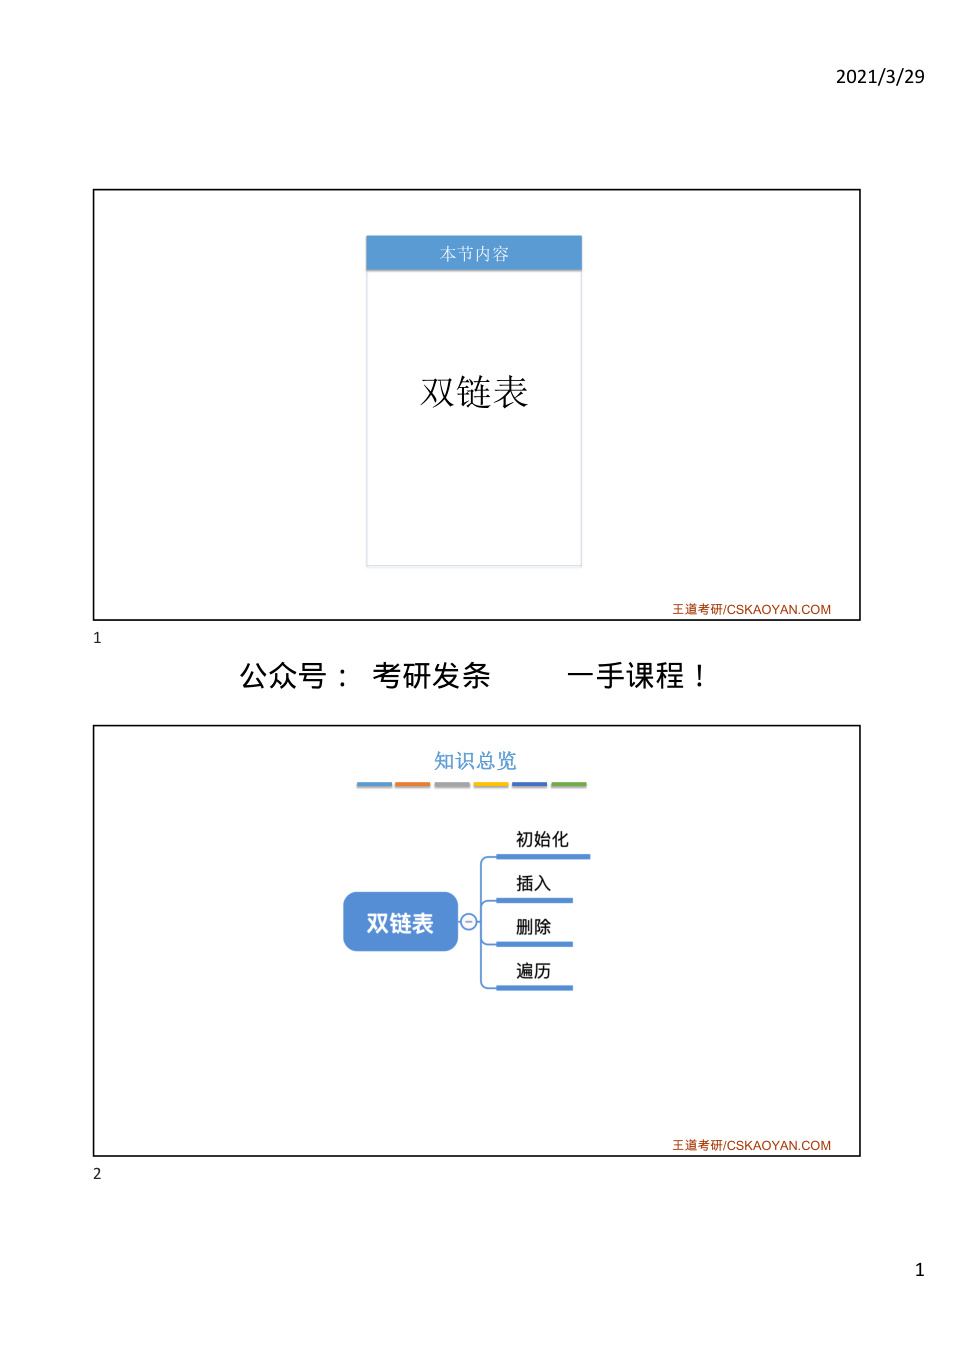 2021/3/29
本节内容
双链表
王道考研/CSKAOYAN.COM
1
公众号： 考研发条 一手课程！
知识总览
初始化
插入
双链表
删除
遍历
王道考研/CSKAOYAN.COM
2
1